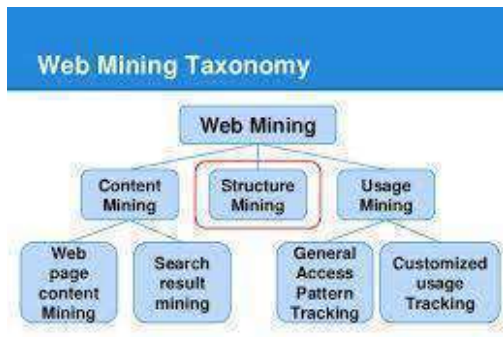 Web Mining Taxonomy
Web Mining
Content
Mining
Structure
Mining
Usage
Mining
Web
page
content
Mining
Search
result
mining
General
Access
Pattern
Tracking
Customized
usage
Tracking